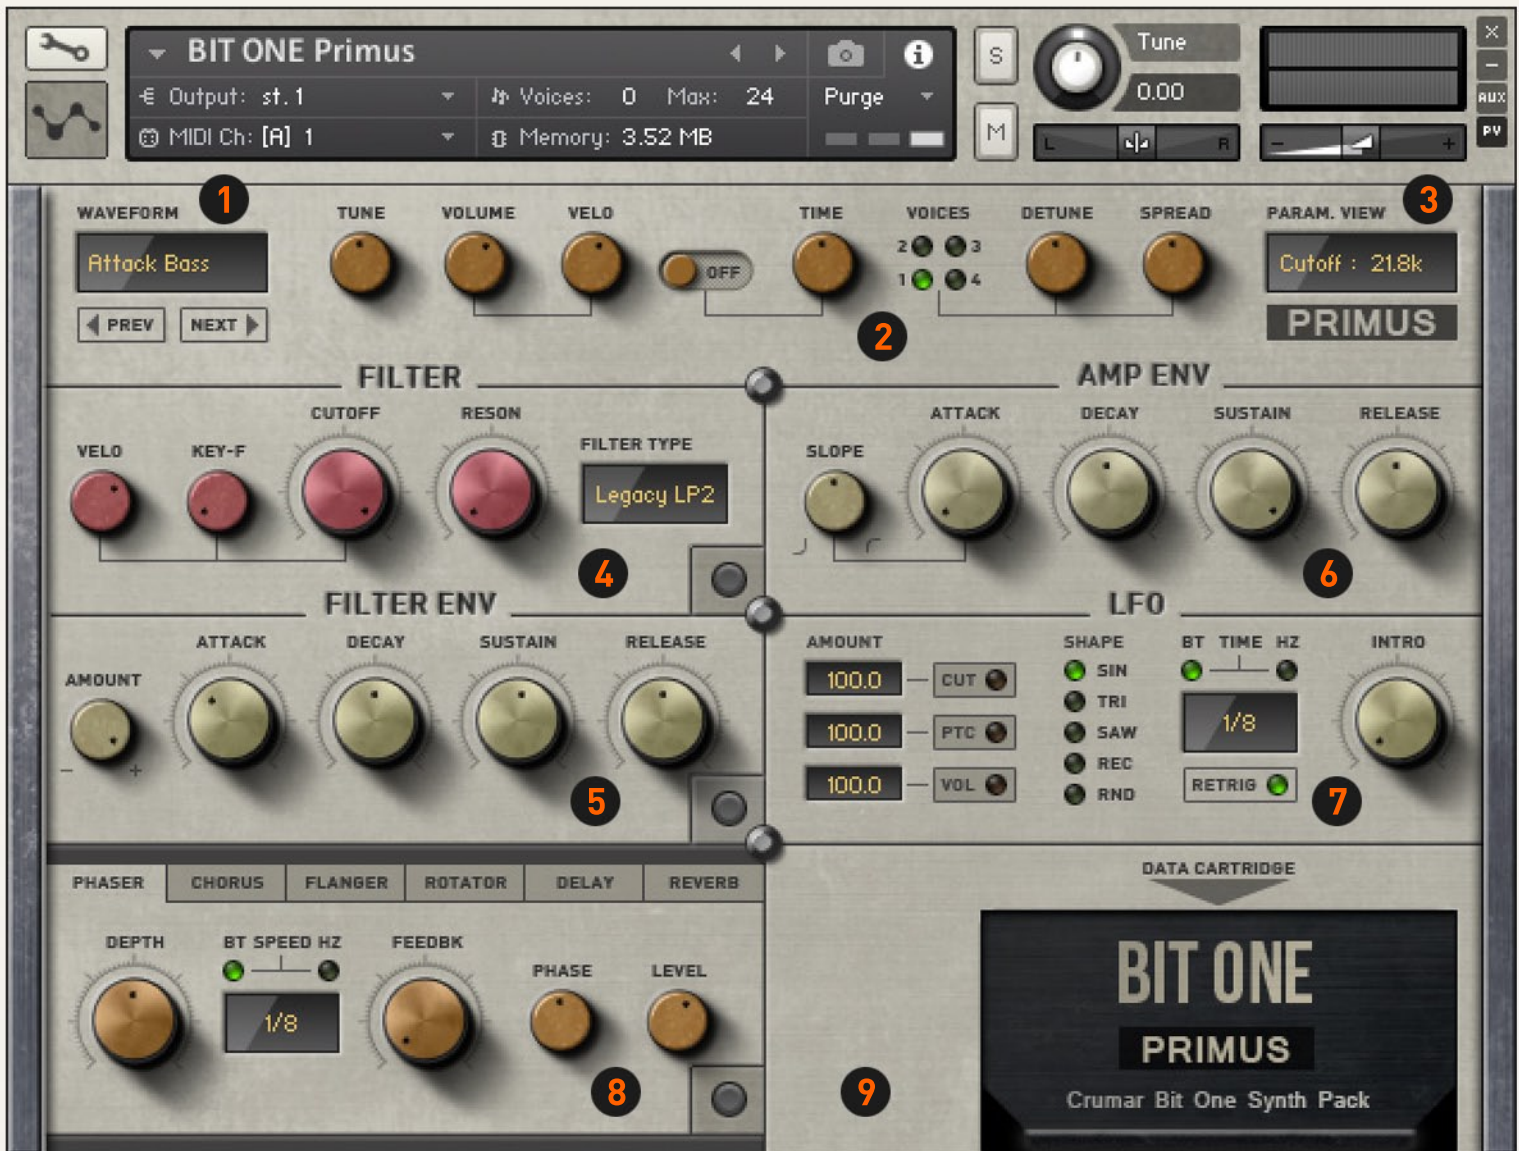 BIT ONE Primus
S
Tune
X
Output: st. 1
Voices: 0 Max: 24
Purge
0.00
AUX
MIDI Ch: [A] 1
Memory: 3.52 MB
M
L R
- +
PV
WAVEFORM 1
TUNE VOLUME VELO TIME VOICES DETUNE SPREAD PARAM. VIEW 3
Attack Bass
OFF
2 3
1 4
Cutoff : 21.8k
PREV NEXT
2
PRIMUS
FILTER
AMP ENV
CUTOFF RESON
ATTACK DECAY SUSTAIN RELEASE
VELO KEY-F FILTER TYPE
SLOPE
Legacy LP2
4
6
FILTER ENV
LFO
ATTACK DECAY SUSTAIN RELEASE
AMOUNT SHAPE BT TIME HZ INTRO
AMOUNT
- +
100.0 CUT
SIN
TRI
100.0 PTC
SAW
1/8
REC
100.0 VOL
RND
RETRIG
5
7
PHASER CHORUS FLANGER ROTATOR DELAY REVERB
DATA CARTRIDGE
DEPTH BT SPEED HZ FEEDBK
PHASE LEVEL
1/8
8
9
BIT ONE
PRIMUS
Crumar Bit One Synth Pack